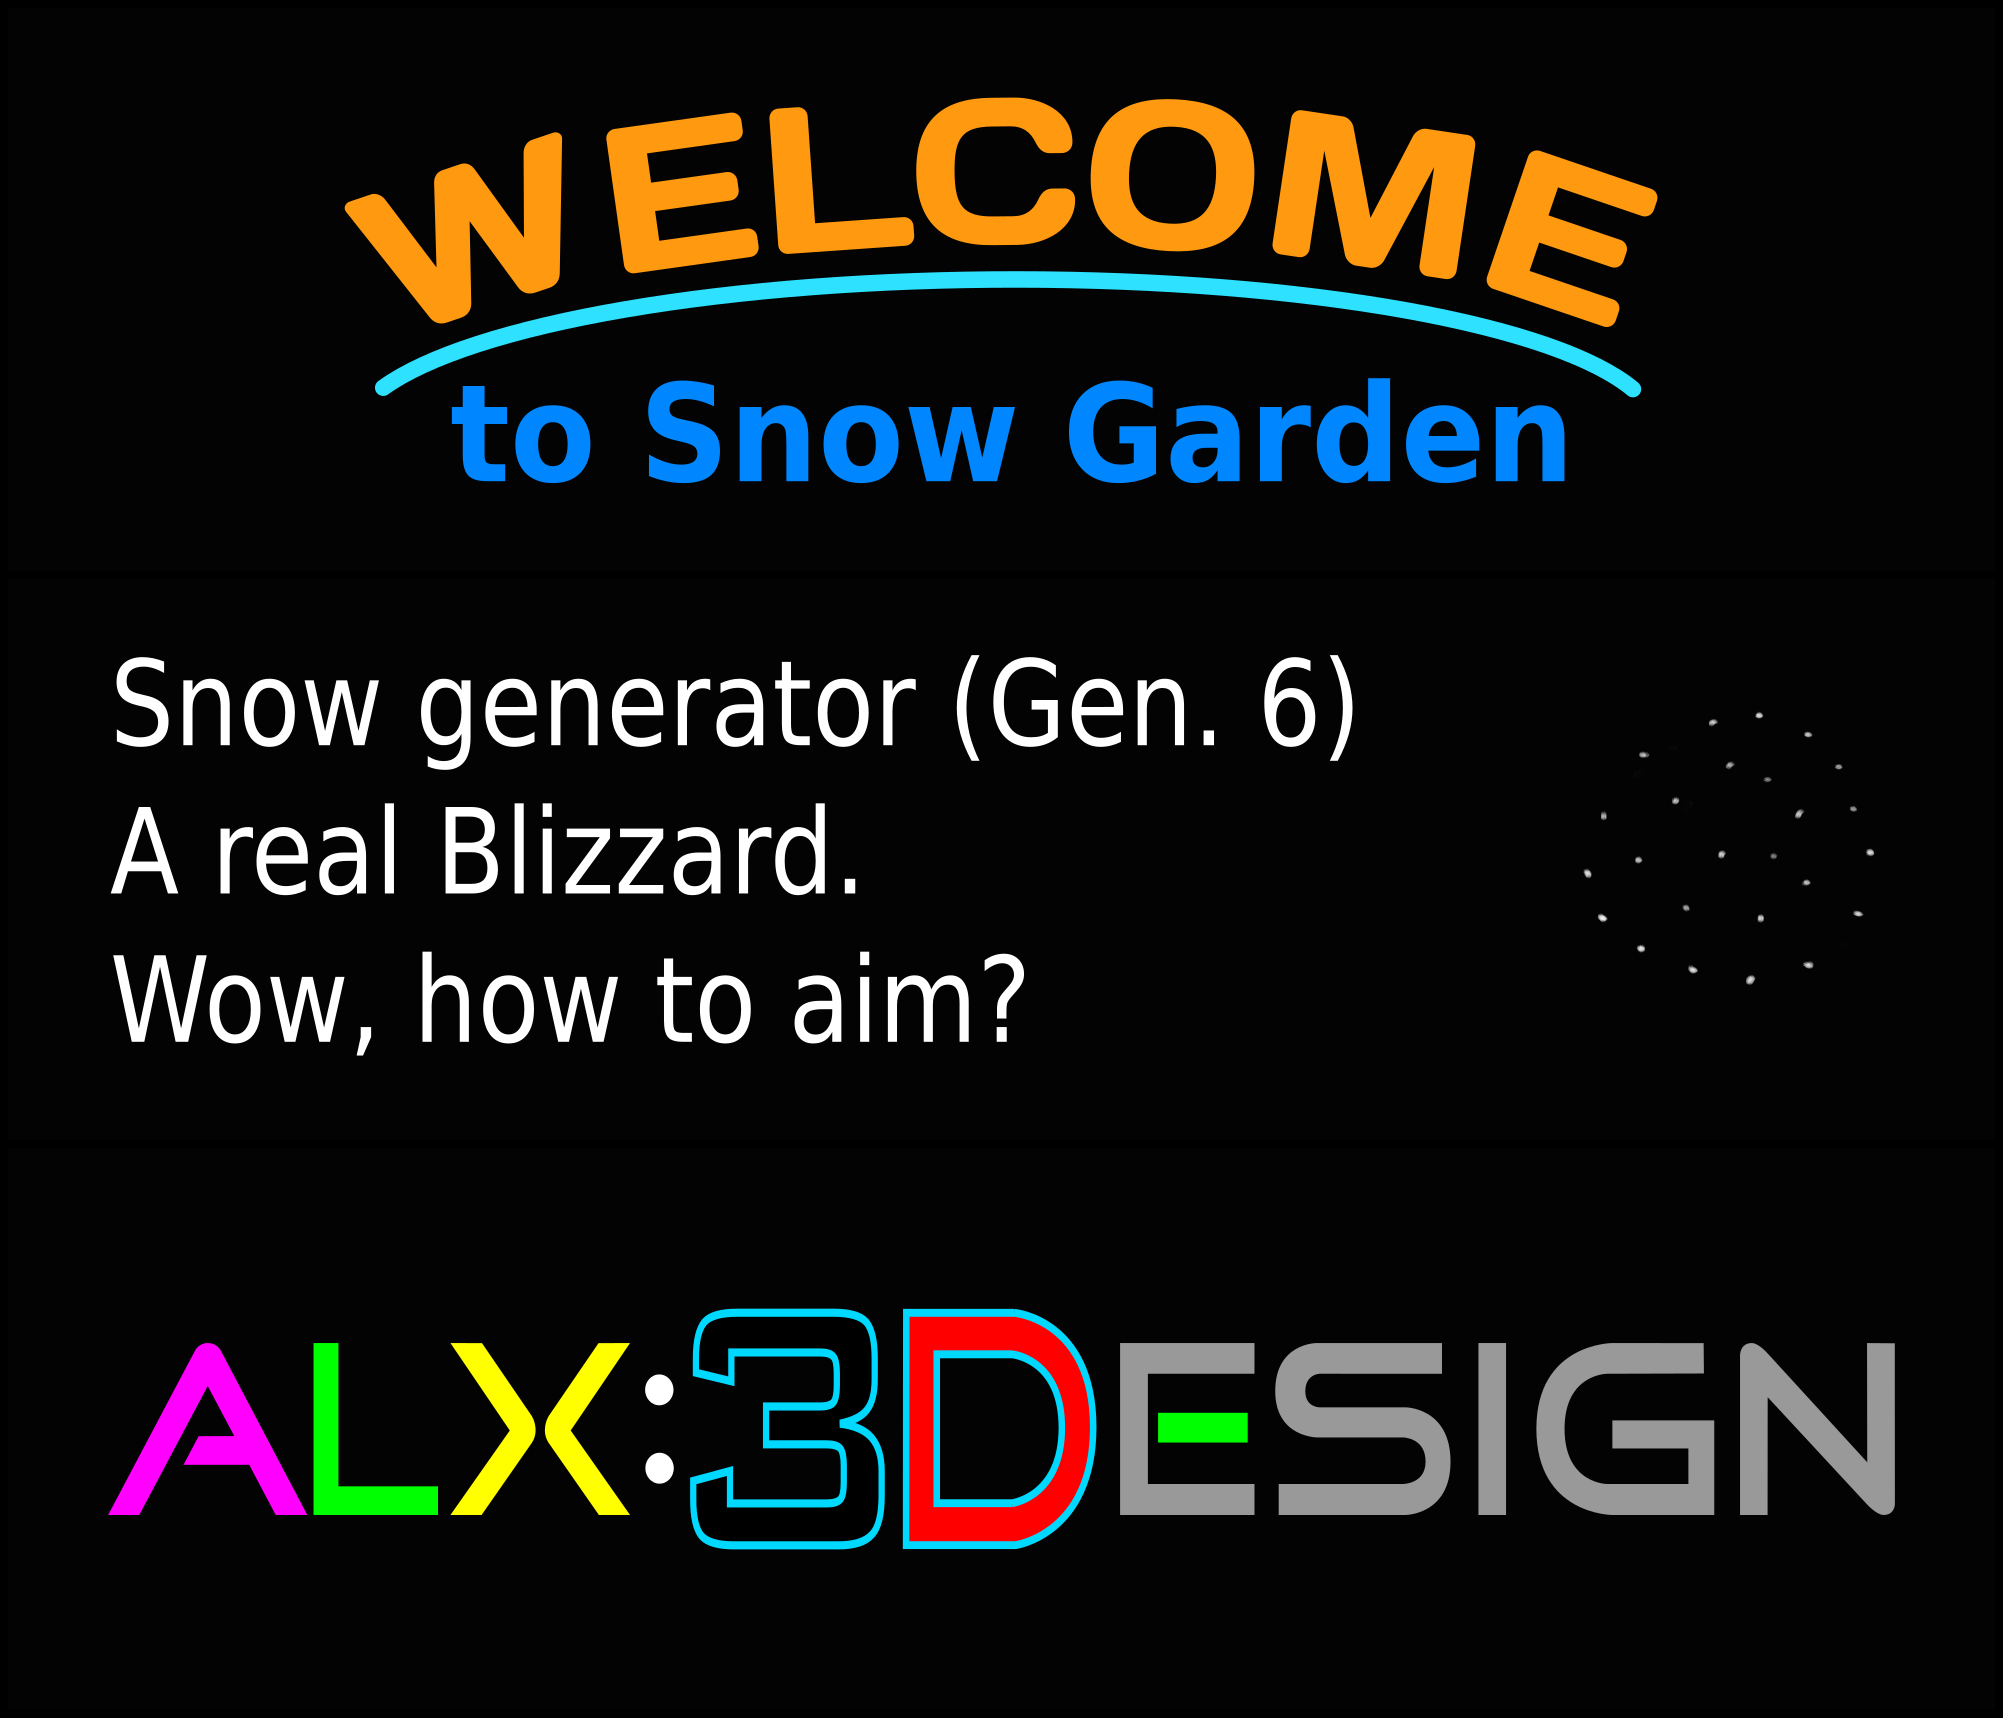 WELCOME
to Snow Garden
Snow generator (Gen. 6)
A real Blizzard.
Wow, how to aim?
ALX:3DESIGN